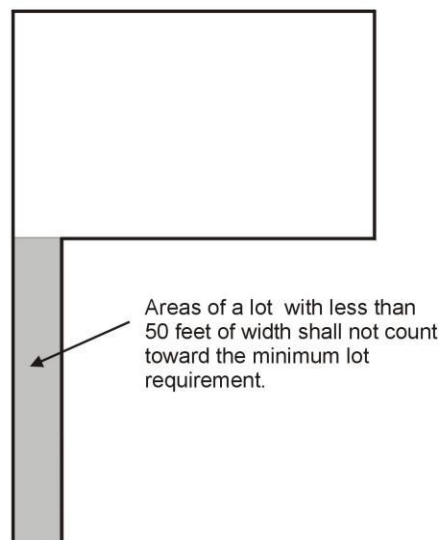 Areas of a lot with less than
50 feet of width shall not count
toward the minimum lot
requirement.